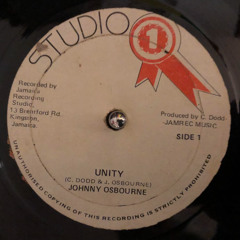 STUDIO 1
Recorded by
Jamaica
Recording
Studio,
13 Brentford Rd.
Kingston,
Jamaica.
Produced by C. Dodd
JAMREC MUSIC
SIDE 1
UNITY
(C. DODD & J. OSBOURNE)
JOHNNY OSBOURNE
UNAUTHORISED COPYING OF THIS RECORDING IS STRICTLY PROHIBITED